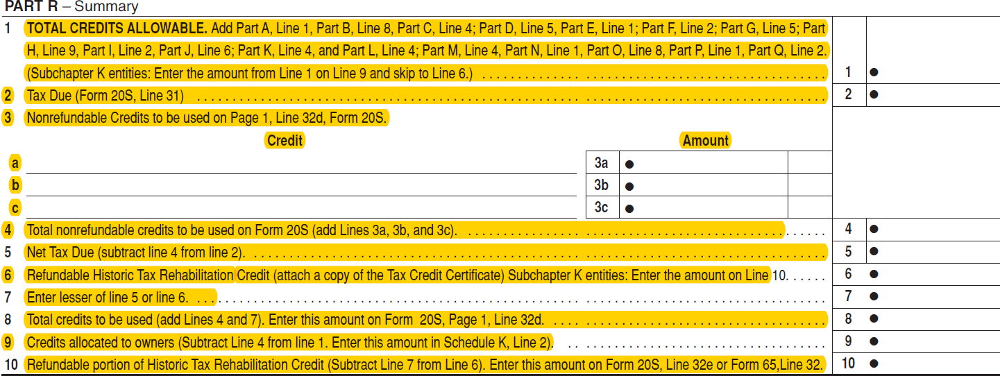 PART R – Summary
1 TOTAL CREDITS ALLOWABLE. Add Part A, Line 1, Part B, Line 8, Part C, Line 4; Part D, Line 5, Part E, Line 1; Part F, Line 2; Part G, Line 5; Part
H, Line 9, Part I, Line 2, Part J, Line 6; Part K, Line 4, and Part L, Line 4; Part M, Line 4, Part N, Line 1, Part O, Line 8, Part P, Line 1, Part Q, Line 2.
(Subchapter K entities: Enter the amount from Line 1 on Line 9 and skip to Line 6.) 1 ●
2 Tax Due (Form 20S, Line 31) 2 ●
3 Nonrefundable Credits to be used on Page 1, Line 32d, Form 20S.
Credit Amount
a 3a ●
b 3b ●
c 3c ●
4 Total nonrefundable credits to be used on Form 20S (add Lines 3a, 3b, and 3c). 4 ●
5 Net Tax Due (subtract line 4 from line 2). 5 ●
6 Refundable Historic Tax Rehabilitation Credit (attach a copy of the Tax Credit Certificate) Subchapter K entities: Enter the amount on Line 10. 6 ●
7 Enter lesser of line 5 or line 6. 7 ●
8 Total credits to be used (add Lines 4 and 7). Enter this amount on Form 20S, Page 1, Line 32d. 8 ●
9 Credits allocated to owners (Subtract Line 4 from line 1. Enter this amount in Schedule K, Line 2). 9 ●
10 Refundable portion of Historic Tax Rehabilitation Credit (Subtract Line 7 from Line 6). Enter this amount on Form 20S, Line 32e or Form 65,Line 32. 10 ●